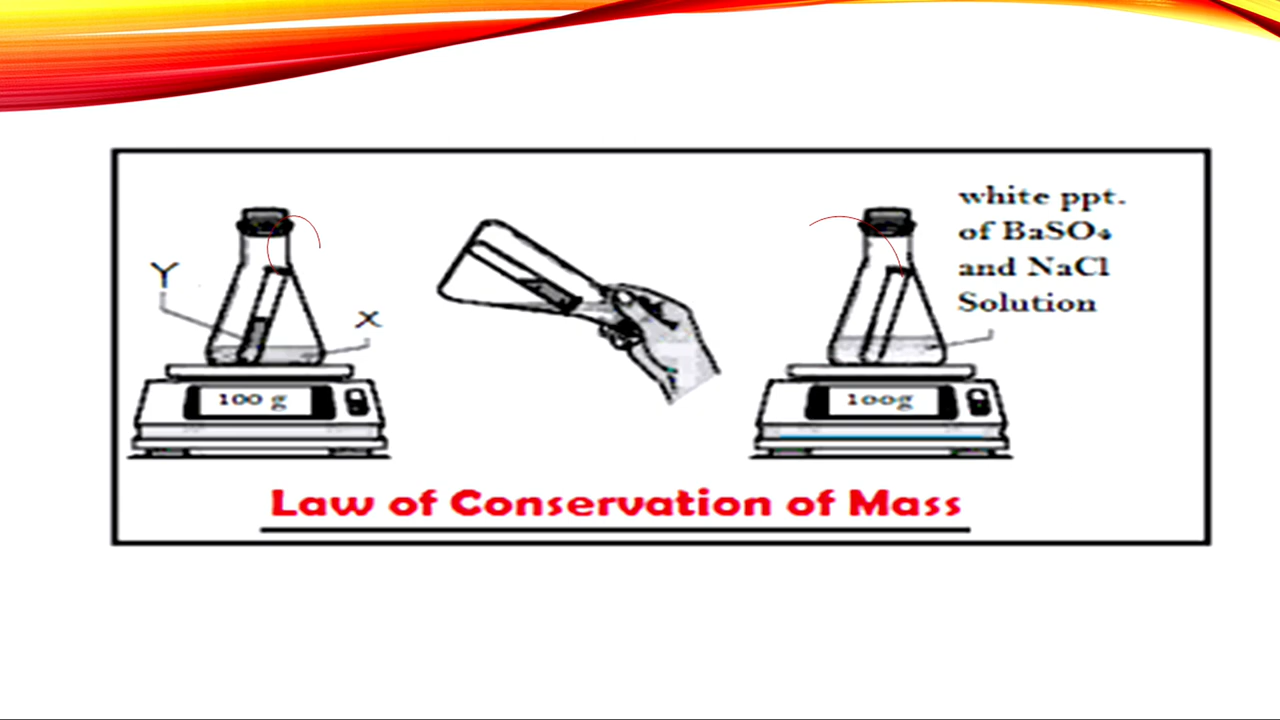 white ppt.
of BaSO₄
and NaCl
Solution
Y
X
100 g
100g
Law of Conservation of Mass